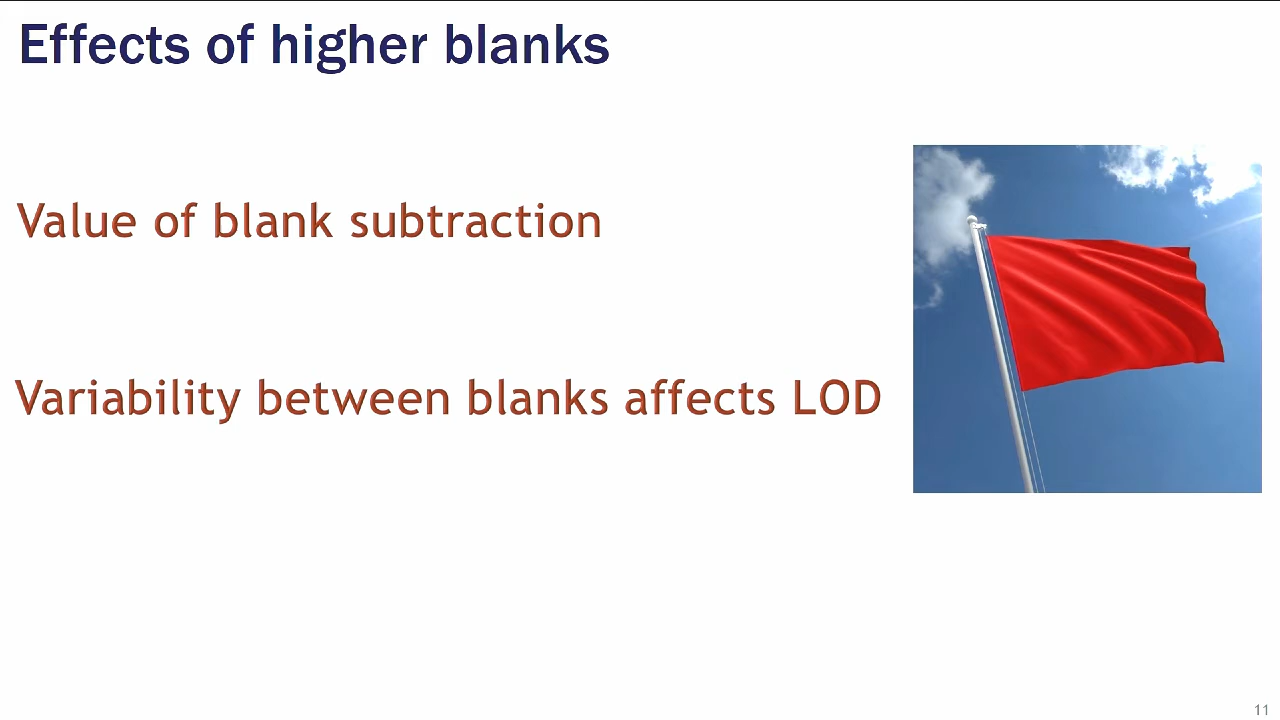 Effects of higher blanks
Value of blank subtraction
Variability between blanks affects LOD
11